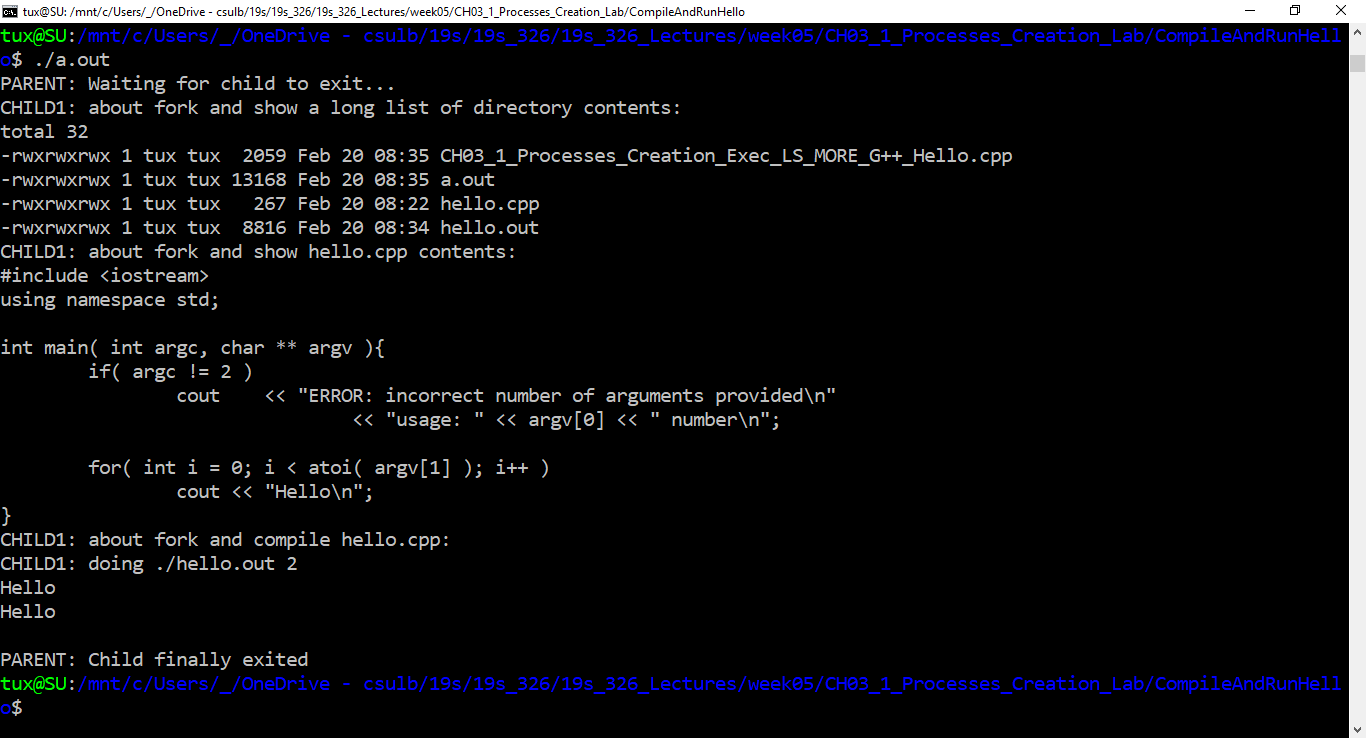 tux@SU: /mnt/c/Users/_/OneDrive - csulb/19s/19s_326/19s_326_Lectures/week05/CH03_1_Processes_Creation_Lab/CompileAndRunHello
tux@SU:/mnt/c/Users/_/OneDrive - csulb/19s/19s_326/19s_326_Lectures/week05/CH03_1_Processes_Creation_Lab/CompileAndRunHell
o$ ./a.out
PARENT: Waiting for child to exit...
CHILD1: about fork and show a long list of directory contents:
total 32
-rwxrwxrwx 1 tux tux  2059 Feb 20 08:35 CH03_1_Processes_Creation_Exec_LS_MORE_G++_Hello.cpp
-rwxrwxrwx 1 tux tux 13168 Feb 20 08:35 a.out
-rwxrwxrwx 1 tux tux   267 Feb 20 08:22 hello.cpp
-rwxrwxrwx 1 tux tux  8816 Feb 20 08:34 hello.out
CHILD1: about fork and show hello.cpp contents:
#include <iostream>
using namespace std;

int main( int argc, char ** argv ){
        if( argc != 2 )
                cout    << "ERROR: incorrect number of arguments provided\n"
                                << "usage: " << argv[0] << " number\n";

        for( int i = 0; i < atoi( argv[1] ); i++ )
                cout << "Hello\n";
}
CHILD1: about fork and compile hello.cpp:
CHILD1: doing ./hello.out 2
Hello
Hello

PARENT: Child finally exited
tux@SU:/mnt/c/Users/_/OneDrive - csulb/19s/19s_326/19s_326_Lectures/week05/CH03_1_Processes_Creation_Lab/CompileAndRunHell
o$